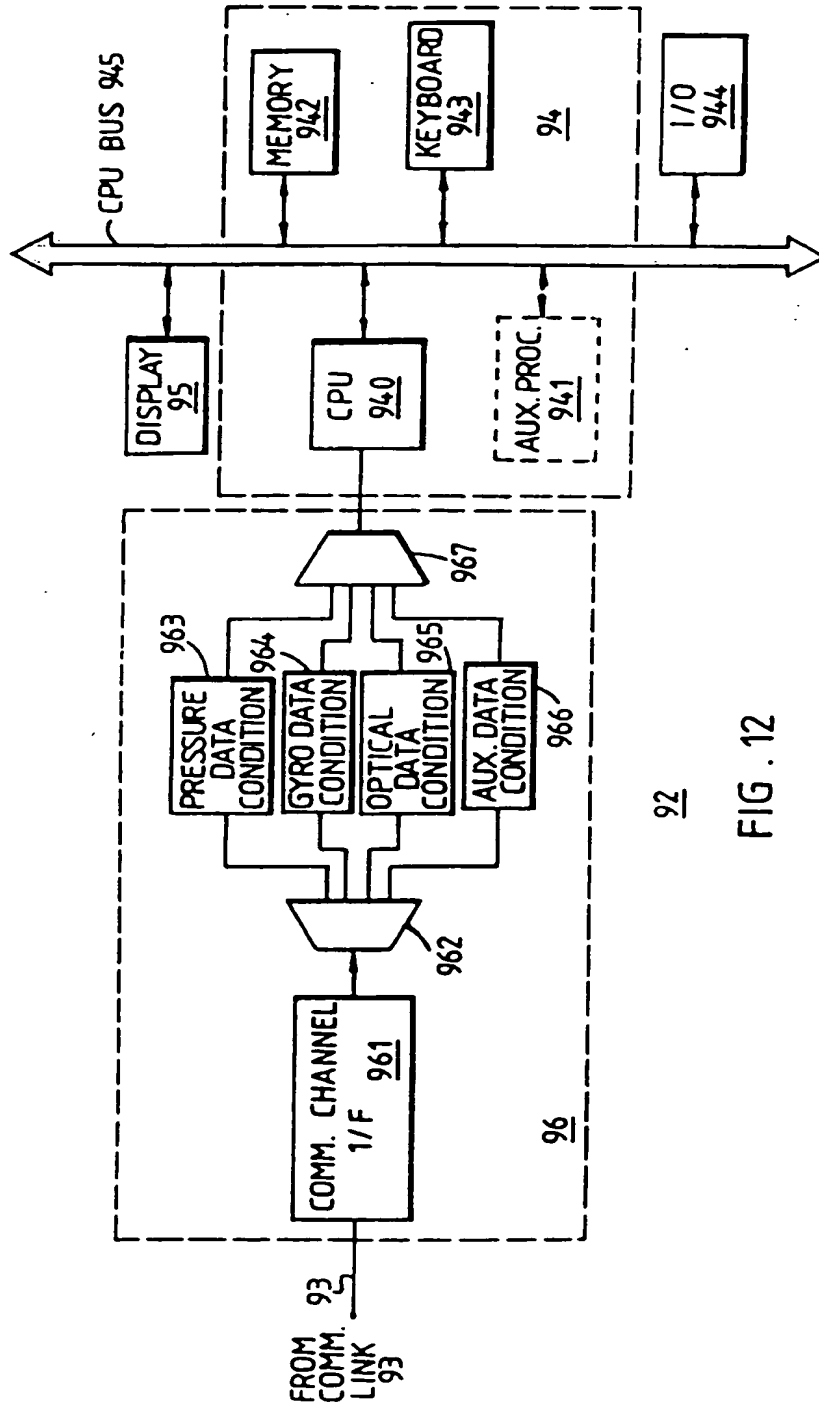 FROM
COMM.
LINK
93
93
COMM. CHANNEL
1/F
961
962
PRESSURE
DATA
CONDITION
963
GYRO DATA
CONDITION
964
OPTICAL
DATA
CONDITION
965
AUX. DATA
CONDITION
966
967
96
DISPLAY
95
CPU BUS 945
CPU
940
AUX. PROC.
941
MEMORY
942
KEYBOARD
943
94
I/O
944
92
FIG. 12